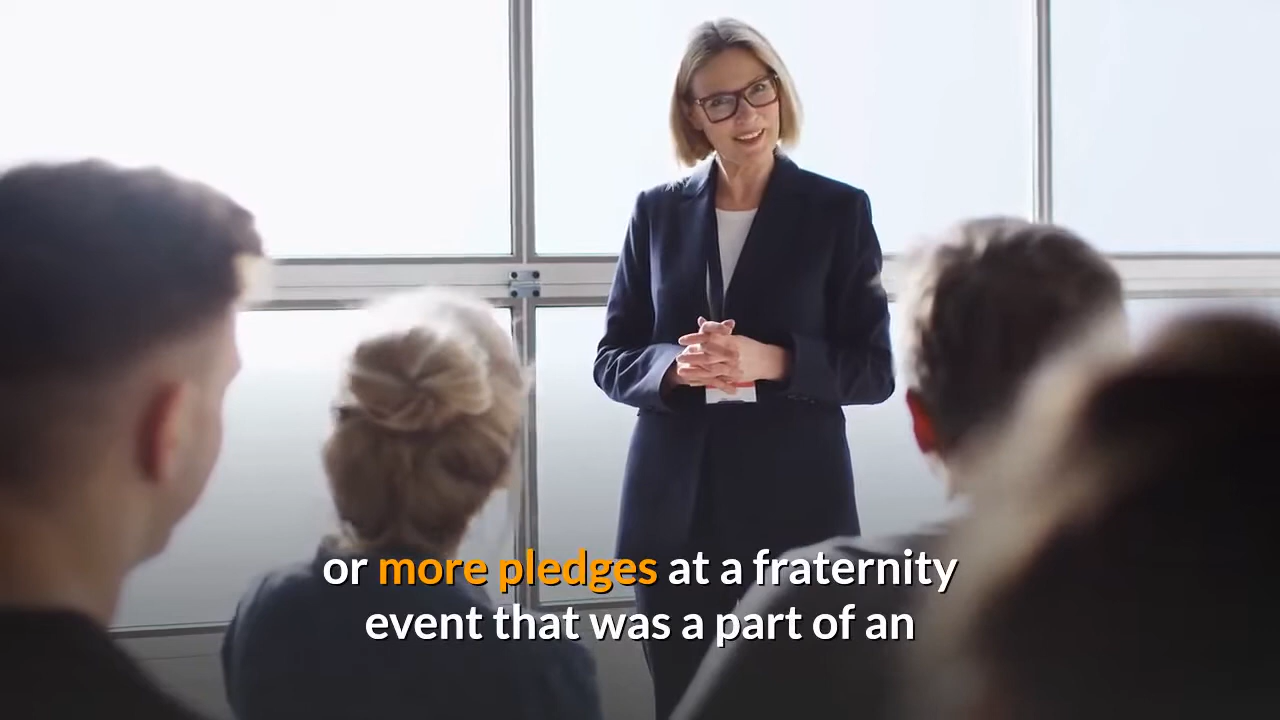 or more pledges at a fraternity
event that was a part of an